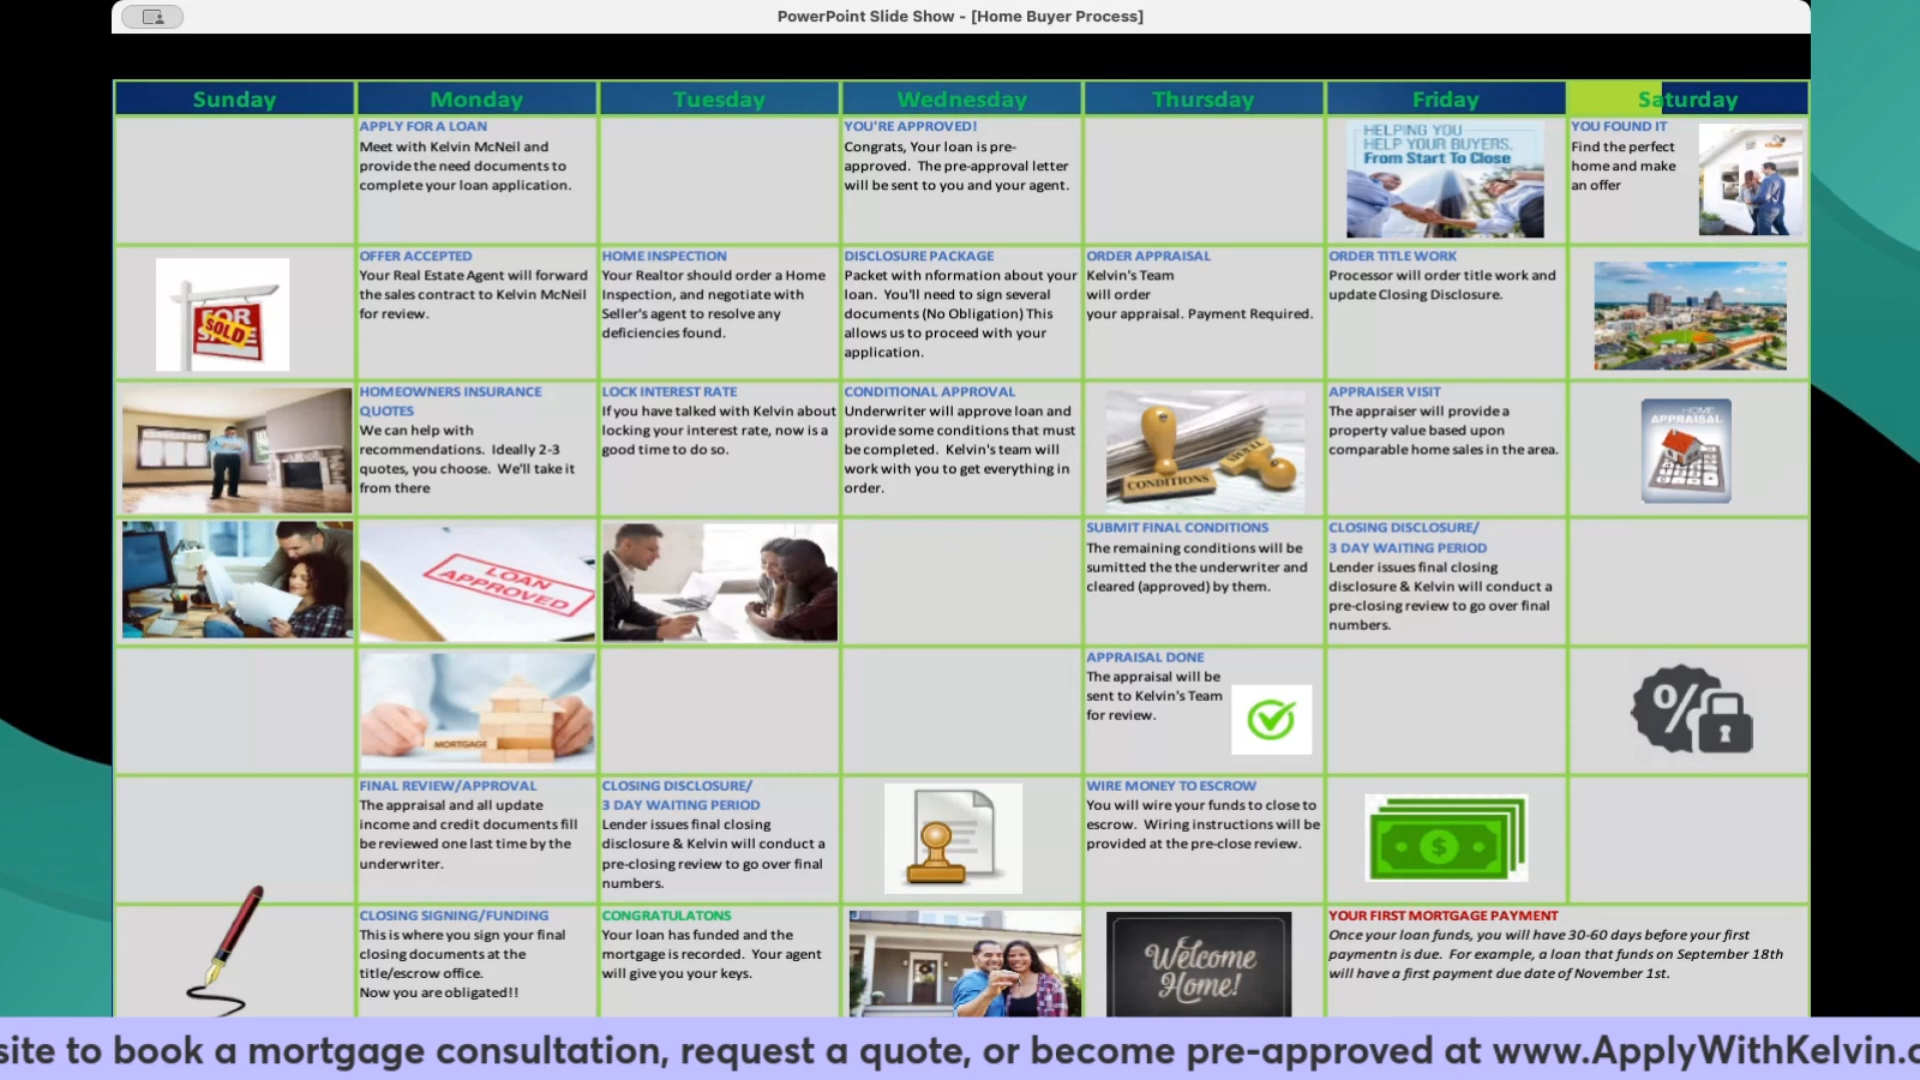 PowerPoint Slide Show - [Home Buyer Process]
Sunday
Monday
Tuesday
Wednesday
Thursday
Friday
Saturday
APPLY FOR A LOAN
Meet with Kelvin McNeil and
provide the need documents to
complete your loan application.
YOU'RE APPROVED!
Congrats, Your loan is pre-
approved. The pre-approval letter
will be sent to you and your agent.
HELPING YOU
HELP YOUR BUYERS.
From Start To Close
YOU FOUND IT
Find the perfect
home and make
an offer
FOR
SOLD
OFFER ACCEPTED
Your Real Estate Agent will forward
the sales contract to Kelvin McNeil
for review.
HOME INSPECTION
Your Realtor should order a Home
Inspection, and negotiate with
Seller's agent to resolve any
deficiencies found.
DISCLOSURE PACKAGE
Packet with nformation about your
loan. You'll need to sign several
documents (No Obligation) This
allows us to proceed with your
application.
ORDER APPRAISAL
Kelvin's Team
will order
your appraisal. Payment Required.
ORDER TITLE WORK
Processor will order title work and
update Closing Disclosure.
HOMEOWNERS INSURANCE
QUOTES
We can help with
recommendations. Ideally 2-3
quotes, you choose. We'll take it
from there
LOCK INTEREST RATE
If you have talked with Kelvin about
locking your interest rate, now is a
good time to do so.
CONDITIONAL APPROVAL
Underwriter will approve loan and
provide some conditions that must
be completed. Kelvin's team will
work with you to get everything in
order.
CONDITIONS
APPRAISER VISIT
The appraiser will provide a
property value based upon
comparable home sales in the area.
HOME
APPRAISAL
LOAN
APPROVED
SUBMIT FINAL CONDITIONS
The remaining conditions will be
sumitted the the underwriter and
cleared (approved) by them.
CLOSING DISCLOSURE/
3 DAY WAITING PERIOD
Lender issues final closing
disclosure & Kelvin will conduct a
pre-closing review to go over final
numbers.
MORTGAGE
APPRAISAL DONE
The appraisal will be
sent to Kelvin's Team
for review.
%
FINAL REVIEW/APPROVAL
The appraisal and all update
income and credit documents fill
be reviewed one last time by the
underwriter.
CLOSING DISCLOSURE/
3 DAY WAITING PERIOD
Lender issues final closing
disclosure & Kelvin will conduct a
pre-closing review to go over final
numbers.
WIRE MONEY TO ESCROW
You will wire your funds to close to
escrow. Wiring instructions will be
provided at the pre-close review.
$
CLOSING SIGNING/FUNDING
This is where you sign your final
closing documents at the
title/escrow office.
Now you are obligated!!
CONGRATULATONS
Your loan has funded and the
mortgage is recorded. Your agent
will give you your keys.
Welcome
Home!
YOUR FIRST MORTGAGE PAYMENT
Once your loan funds, you will have 30-60 days before your first
paymentn is due. For example, a loan that funds on September 18th
will have a first payment due date of November 1st.
site to book a mortgage consultation, request a quote, or become pre-approved at www.ApplyWithKelvin.c